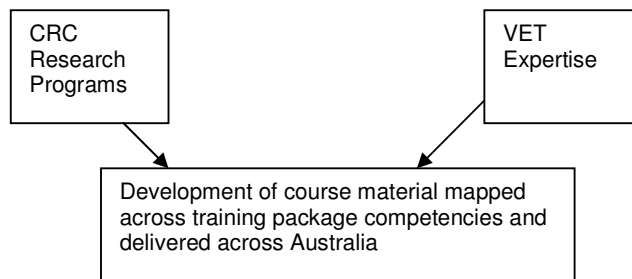 CRC
Research
Programs
VET
Expertise
Development of course material mapped
across training package competencies and
delivered across Australia